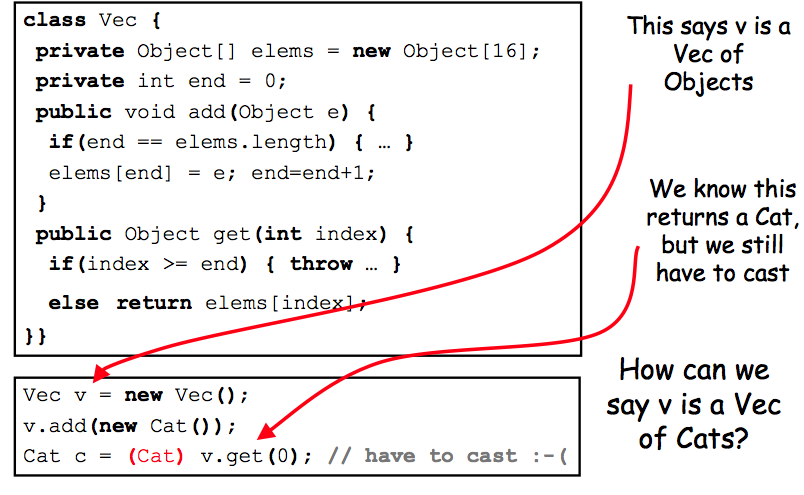 class Vec {
private Object[] elems = new Object[16];
private int end = 0;
public void add(Object e) {
if(end == elems.length) { … }
elems[end] = e; end=end+1;
}
public Object get(int index) {
if(index >= end) { throw … }
else return elems[index];
}}
This says v is a
Vec of
Objects
We know this
returns a Cat,
but we still
have to cast
Vec v = new Vec();
v.add(new Cat());
Cat c = (Cat) v.get(0); // have to cast :-(
How can we
say v is a Vec
of Cats?